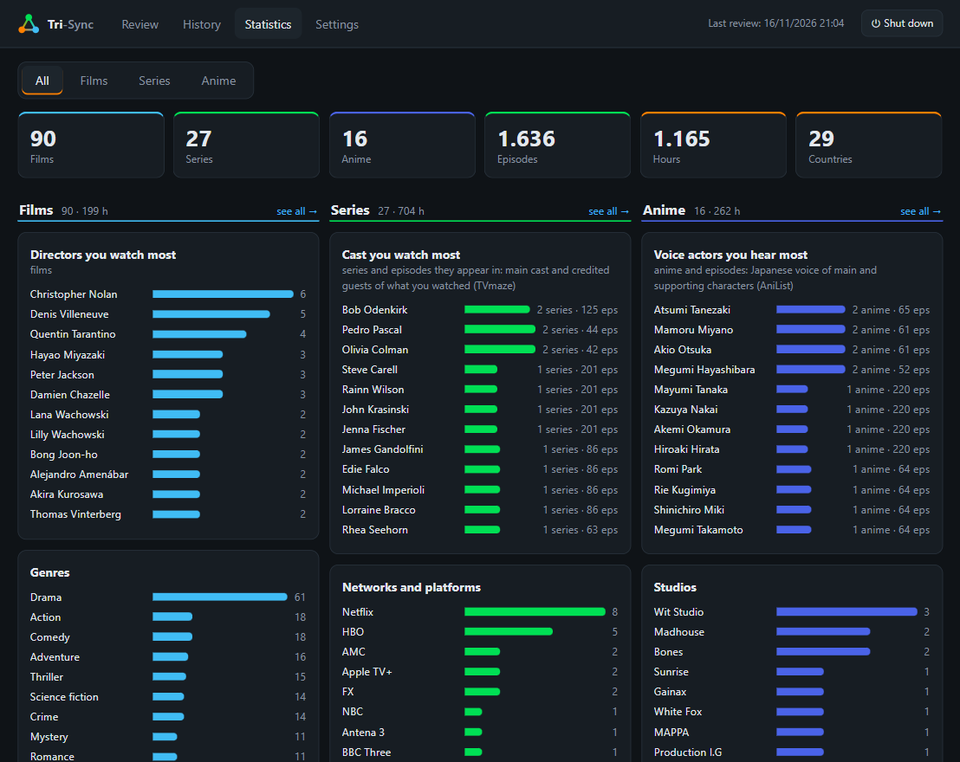 Tri-Sync Review History Statistics Settings Last review: 16/11/2026 21:04 Shut down
All Films Series Anime
90 27 16 1.636 1.165 29
Films Series Anime Episodes Hours Countries
Films 90 · 199 h see all →
Directors you watch most
films
Christopher Nolan 6
Denis Villeneuve 5
Quentin Tarantino 4
Hayao Miyazaki 3
Peter Jackson 3
Damien Chazelle 3
Lana Wachowski 2
Lilly Wachowski 2
Bong Joon-ho 2
Alejandro Amenábar 2
Akira Kurosawa 2
Thomas Vinterberg 2
Genres
Drama 61
Action 18
Comedy 18
Adventure 16
Thriller 15
Science fiction 14
Crime 14
Mystery 11
Romance 11
Series 27 · 704 h see all →
Cast you watch most
series and episodes they appear in: main cast and credited
guests of what you watched (TVmaze)
Bob Odenkirk 2 series · 125 eps
Pedro Pascal 2 series · 44 eps
Olivia Colman 2 series · 42 eps
Steve Carell 1 series · 201 eps
Rainn Wilson 1 series · 201 eps
John Krasinski 1 series · 201 eps
Jenna Fischer 1 series · 201 eps
James Gandolfini 1 series · 86 eps
Edie Falco 1 series · 86 eps
Michael Imperioli 1 series · 86 eps
Lorraine Bracco 1 series · 86 eps
Rhea Seehorn 1 series · 63 eps
Networks and platforms
Netflix 8
HBO 5
AMC 2
Apple TV+ 2
FX 2
NBC 1
Antena 3 1
BBC Three 1
Anime 16 · 262 h see all →
Voice actors you hear most
anime and episodes: Japanese voice of main and
supporting characters (AniList)
Atsumi Tanezaki 2 anime · 65 eps
Mamoru Miyano 2 anime · 61 eps
Akio Otsuka 2 anime · 61 eps
Megumi Hayashibara 2 anime · 52 eps
Mayumi Tanaka 1 anime · 220 eps
Kazuya Nakai 1 anime · 220 eps
Akemi Okamura 1 anime · 220 eps
Hiroaki Hirata 1 anime · 220 eps
Romi Park 1 anime · 64 eps
Rie Kugimiya 1 anime · 64 eps
Shinichiro Miki 1 anime · 64 eps
Megumi Takamoto 1 anime · 64 eps
Studios
Wit Studio 3
Madhouse 2
Bones 2
Sunrise 1
Gainax 1
White Fox 1
MAPPA 1
Production I.G 1